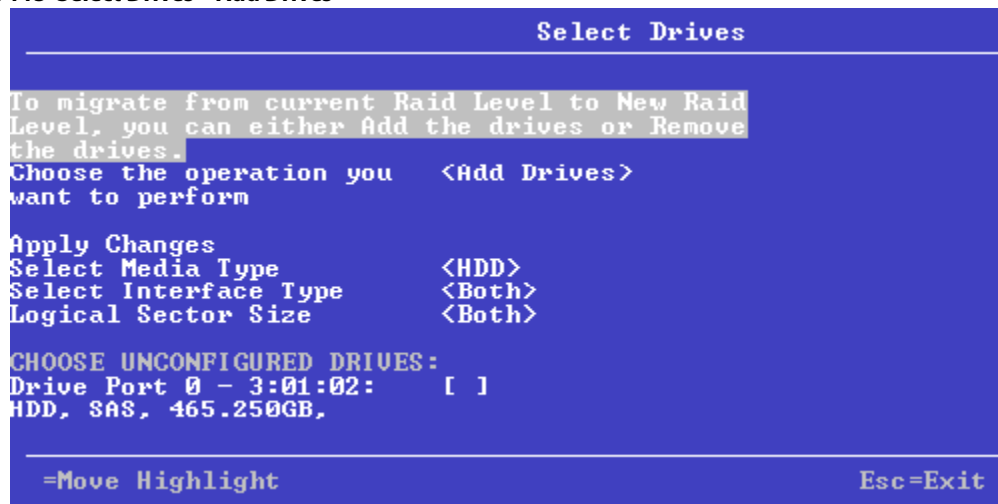 Select Drives
To migrate from current Raid Level to New Raid
Level, you can either Add the drives or Remove
the drives.
Choose the operation you <Add Drives>
want to perform
Apply Changes
Select Media Type <HDD>
Select Interface Type <Both>
Logical Sector Size <Both>
CHOOSE UNCONFIGURED DRIVES:
Drive Port 0 - 3:01:02: [ ]
HDD, SAS, 465.250GB,
=Move Highlight Esc=Exit